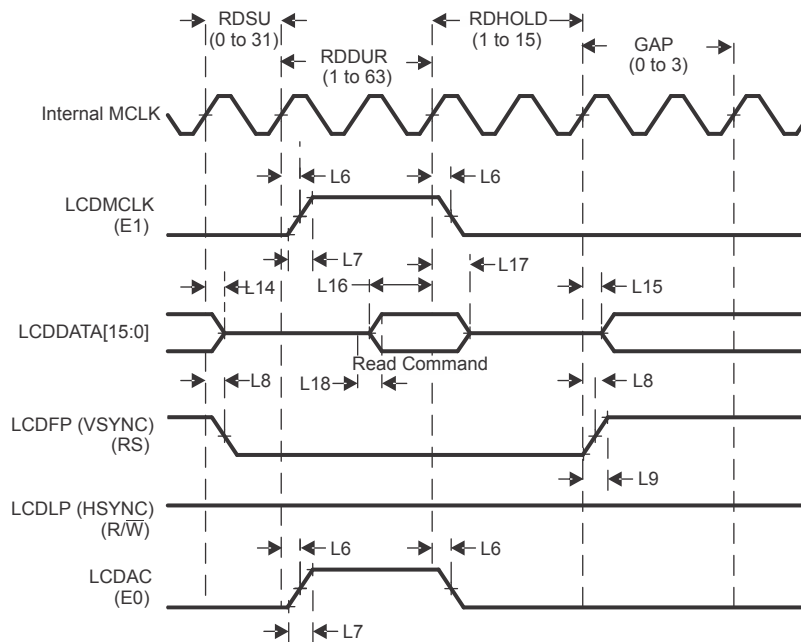 RDSU
(0 to 31)
RDDUR
(1 to 63)
RDHOLD
(1 to 15)
GAP
(0 to 3)
Internal MCLK
LCDMCLK
(E1)
L6
L6
L7
LCDDATA[15:0]
L14
L16
L17
L15
Read Command
L18
LCDFP (VSYNC)
(RS)
L8
L8
L9
LCDLP (HSYNC)
(R/W̅)
LCDAC
(E0)
L6
L6
L7